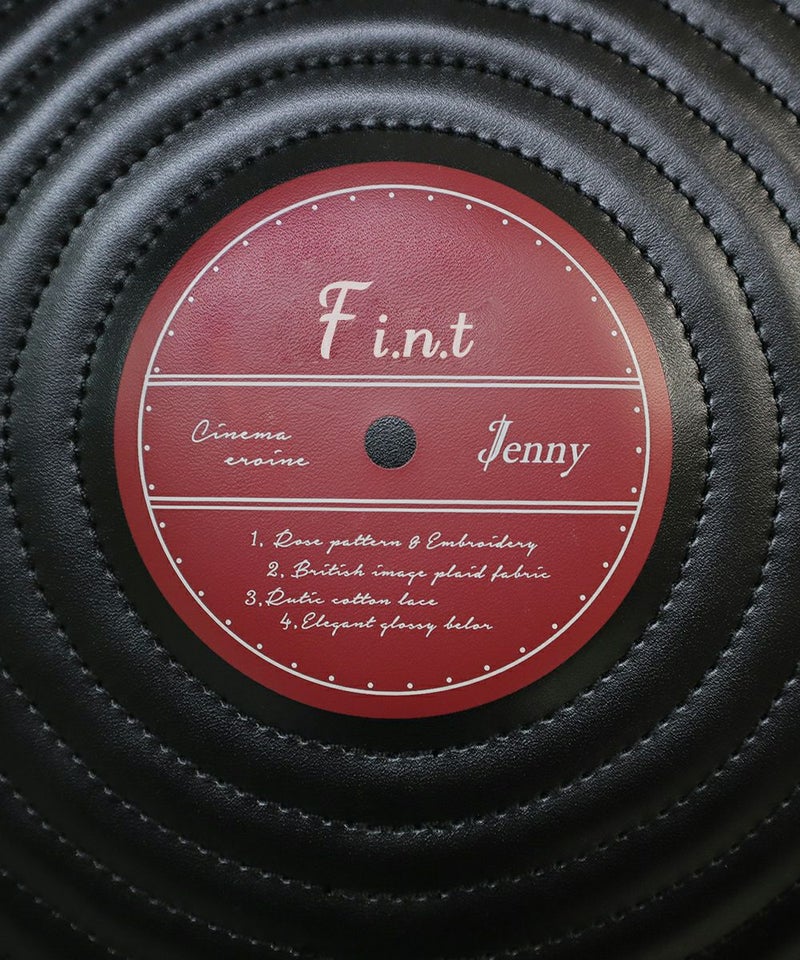 F i.n.t
Cinema
eroine
Jenny
1. Rose pattern & Embroidery
2. British image plaid fabric
3. Rutic cotton lace
4. Elegant glossy belor